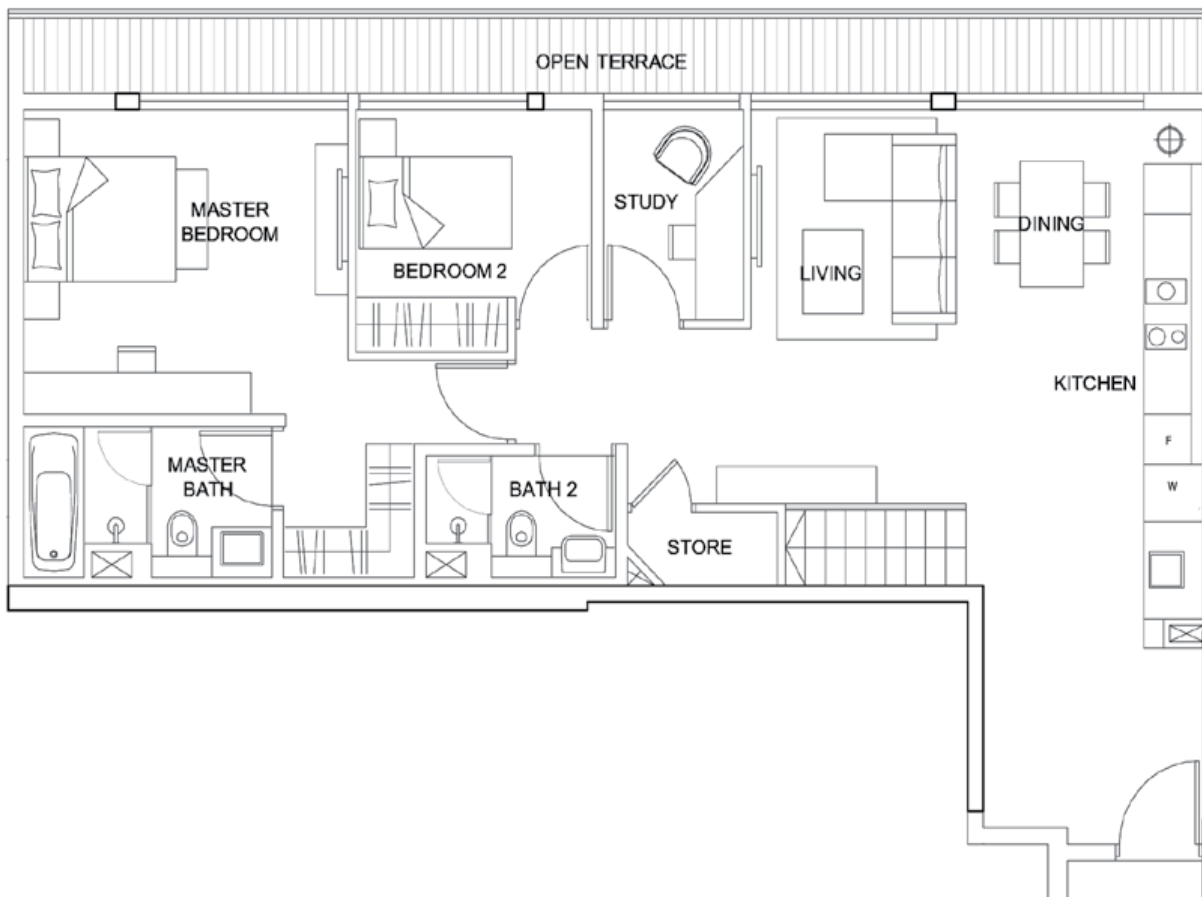 OPEN TERRACE
MASTER
BEDROOM
BEDROOM 2
STUDY
LIVING
DINING
KITCHEN
F
W
MASTER
BATH
BATH 2
STORE